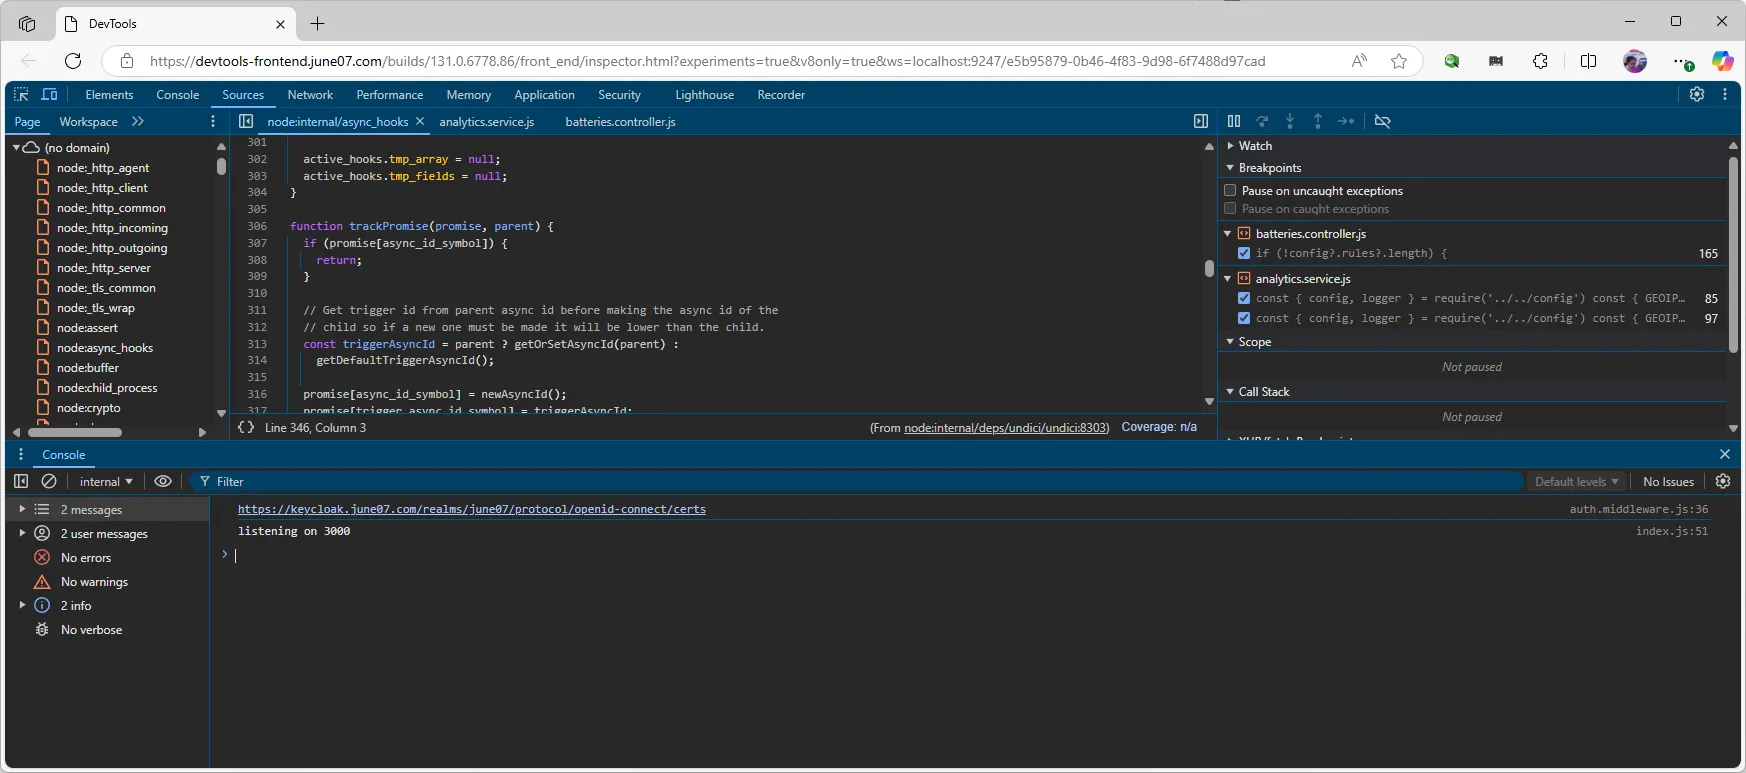 DevTools
https://devtools-frontend.june07.com/builds/131.0.6778.86/front_end/inspector.html?experiments=true&v8only=true&ws=localhost:9247/e5b95879-0b46-4f83-9d98-6f7488d97cad
Elements Console Sources Network Performance Memory Application Security Lighthouse Recorder
Page Workspace
(no domain)
node:_http_agent
node:_http_client
node:_http_common
node:_http_incoming
node:_http_outgoing
node:_http_server
node:_tls_common
node:_tls_wrap
node:assert
node:async_hooks
node:buffer
node:child_process
node:crypto
node:internal/async_hooks analytics.service.js batteries.controller.js
301
302 active_hooks.tmp_array = null;
303 active_hooks.tmp_fields = null;
304 }
305
306 function trackPromise(promise, parent) {
307 if (promise[async_id_symbol]) {
308 return;
309 }
310
311 // Get trigger id from parent async id before making the async id of the
312 // child so if a new one must be made it will be lower than the child.
313 const triggerAsyncId = parent ? getOrSetAsyncId(parent) :
314 getDefaultTriggerAsyncId();
315
316 promise[async_id_symbol] = newAsyncId();
317 promise[trigger_async_id_symbol] = triggerAsyncId;
{} Line 346, Column 3
(From node:internal/deps/undici/undici:8303) Coverage: n/a
Watch
Breakpoints
Pause on uncaught exceptions
Pause on caught exceptions
batteries.controller.js
if (!config?.rules?.length) { 165
analytics.service.js
const { config, logger } = require('../../config') const { GEOIP… 85
const { config, logger } = require('../../config') const { GEOIP… 97
Scope
Not paused
Call Stack
Not paused
Console
internal
Filter
Default levels
No Issues
2 messages
2 user messages
No errors
No warnings
2 info
No verbose
https://keycloak.june07.com/realms/june07/protocol/openid-connect/certs auth.middleware.js:36
listening on 3000 index.js:51
>